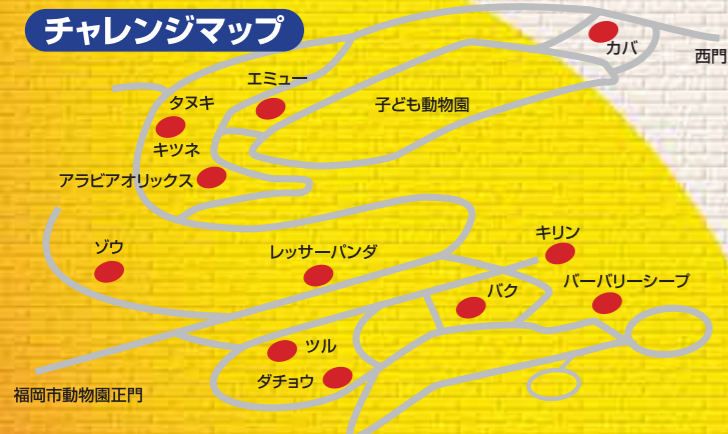 チャレンジマップ
カバ
西門
エミュー
タヌキ
子ども動物園
キツネ
アラビアオリックス
キリン
ゾウ
レッサーパンダ
バーバリーシープ
バク
ツル
ダチョウ
福岡市動物園正門